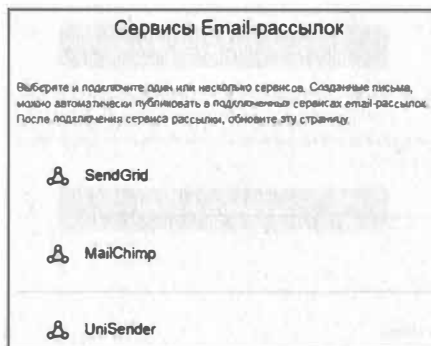 Сервисы Email-рассылок
Выберите и подключите один или несколько сервисов. Созданные письма,
можно автоматически публиковать в подключенных сервисах email-рассылок.
После подключения сервиса рассылки, обновите эту страницу.
SendGrid
MailChimp
UniSender